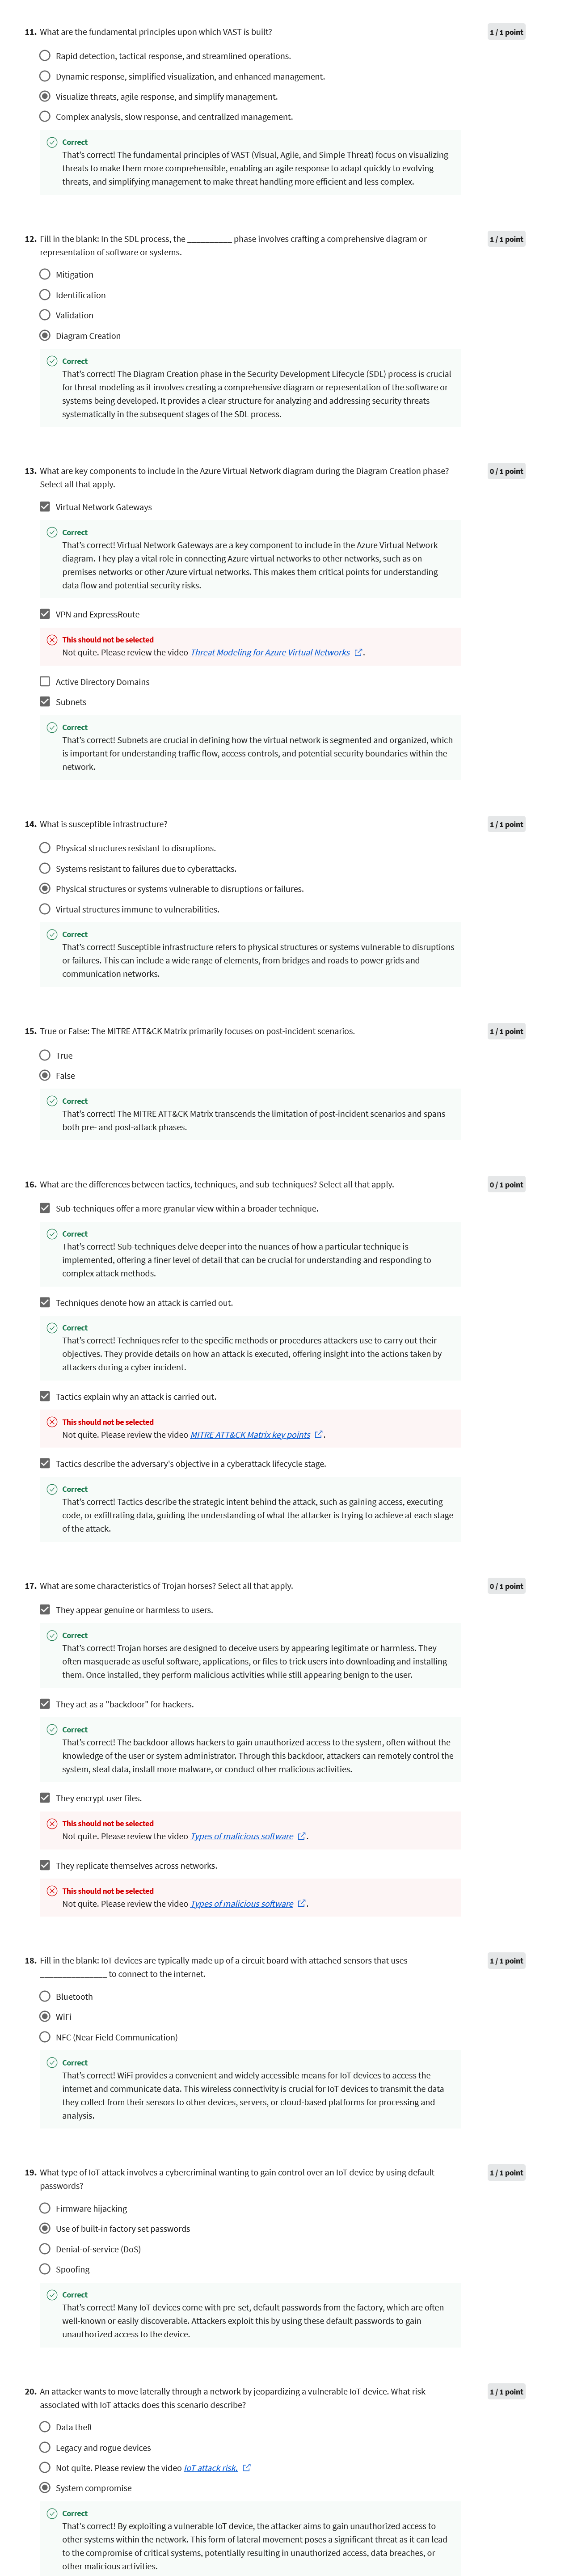 11. What are the fundamental principles upon which VAST is built?
1 / 1 point
Rapid detection, tactical response, and streamlined operations.
Dynamic response, simplified visualization, and enhanced management.
Visualize threats, agile response, and simplify management.
Complex analysis, slow response, and centralized management.
Correct
That's correct! The fundamental principles of VAST (Visual, Agile, and Simple Threat) focus on visualizing
threats to make them more comprehensible, enabling an agile response to adapt quickly to evolving
threats, and simplifying management to make threat handling more efficient and less complex.
12. Fill in the blank: In the SDL process, the __________ phase involves crafting a comprehensive diagram or
1 / 1 point
representation of software or systems.
Mitigation
Identification
Validation
Diagram Creation
Correct
That's correct! The Diagram Creation phase in the Security Development Lifecycle (SDL) process is crucial
for threat modeling as it involves creating a comprehensive diagram or representation of the software or
systems being developed. It provides a clear structure for analyzing and addressing security threats
systematically in the subsequent stages of the SDL process.
13. What are key components to include in the Azure Virtual Network diagram during the Diagram Creation phase?
0 / 1 point
Select all that apply.
Virtual Network Gateways
Correct
That's correct! Virtual Network Gateways are a key component to include in the Azure Virtual Network
diagram. They play a vital role in connecting Azure virtual networks to other networks, such as on-
premises networks or other Azure virtual networks. This makes them critical points for understanding
data flow and potential security risks.
VPN and ExpressRoute
This should not be selected
Not quite. Please review the video Threat Modeling for Azure Virtual Networks .
Active Directory Domains
Subnets
Correct
That's correct! Subnets are crucial in defining how the virtual network is segmented and organized, which
is important for understanding traffic flow, access controls, and potential security boundaries within the
network.
14. What is susceptible infrastructure?
1 / 1 point
Physical structures resistant to disruptions.
Systems resistant to failures due to cyberattacks.
Physical structures or systems vulnerable to disruptions or failures.
Virtual structures immune to vulnerabilities.
Correct
That's correct! Susceptible infrastructure refers to physical structures or systems vulnerable to disruptions
or failures. This can include a wide range of elements, from bridges and roads to power grids and
communication networks.
15. True or False: The MITRE ATT&CK Matrix primarily focuses on post-incident scenarios.
1 / 1 point
True
False
Correct
That's correct! The MITRE ATT&CK Matrix transcends the limitation of post-incident scenarios and spans
both pre- and post-attack phases.
16. What are the differences between tactics, techniques, and sub-techniques? Select all that apply.
0 / 1 point
Sub-techniques offer a more granular view within a broader technique.
Correct
That's correct! Sub-techniques delve deeper into the nuances of how a particular technique is
implemented, offering a finer level of detail that can be crucial for understanding and responding to
complex attack methods.
Techniques denote how an attack is carried out.
Correct
That's correct! Techniques refer to the specific methods or procedures attackers use to carry out their
objectives. They provide details on how an attack is executed, offering insight into the actions taken by
attackers during a cyber incident.
Tactics explain why an attack is carried out.
This should not be selected
Not quite. Please review the video MITRE ATT&CK Matrix key points .
Tactics describe the adversary's objective in a cyberattack lifecycle stage.
Correct
That's correct! Tactics describe the strategic intent behind the attack, such as gaining access, executing
code, or exfiltrating data, guiding the understanding of what the attacker is trying to achieve at each stage
of the attack.
17. What are some characteristics of Trojan horses? Select all that apply.
0 / 1 point
They appear genuine or harmless to users.
Correct
That's correct! Trojan horses are designed to deceive users by appearing legitimate or harmless. They
often masquerade as useful software, applications, or files to trick users into downloading and installing
them. Once installed, they perform malicious activities while still appearing benign to the user.
They act as a "backdoor" for hackers.
Correct
That's correct! The backdoor allows hackers to gain unauthorized access to the system, often without the
knowledge of the user or system administrator. Through this backdoor, attackers can remotely control the
system, steal data, install more malware, or conduct other malicious activities.
They encrypt user files.
This should not be selected
Not quite. Please review the video Types of malicious software .
They replicate themselves across networks.
This should not be selected
Not quite. Please review the video Types of malicious software .
18. Fill in the blank: IoT devices are typically made up of a circuit board with attached sensors that uses
1 / 1 point
_______________ to connect to the internet.
Bluetooth
WiFi
NFC (Near Field Communication)
Correct
That's correct! WiFi provides a convenient and widely accessible means for IoT devices to access the
internet and communicate data. This wireless connectivity is crucial for IoT devices to transmit the data
they collect from their sensors to other devices, servers, or cloud-based platforms for processing and
analysis.
19. What type of IoT attack involves a cybercriminal wanting to gain control over an IoT device by using default
1 / 1 point
passwords?
Firmware hijacking
Use of built-in factory set passwords
Denial-of-service (DoS)
Spoofing
Correct
That's correct! Many IoT devices come with pre-set, default passwords from the factory, which are often
well-known or easily discoverable. Attackers exploit this by using these default passwords to gain
unauthorized access to the device.
20. An attacker wants to move laterally through a network by jeopardizing a vulnerable IoT device. What risk
1 / 1 point
associated with IoT attacks does this scenario describe?
Data theft
Legacy and rogue devices
Not quite. Please review the video IoT attack risk.
System compromise
Correct
That's correct! By exploiting a vulnerable IoT device, the attacker aims to gain unauthorized access to
other systems within the network. This form of lateral movement poses a significant threat as it can lead
to the compromise of critical systems, potentially resulting in unauthorized access, data breaches, or
other malicious activities.